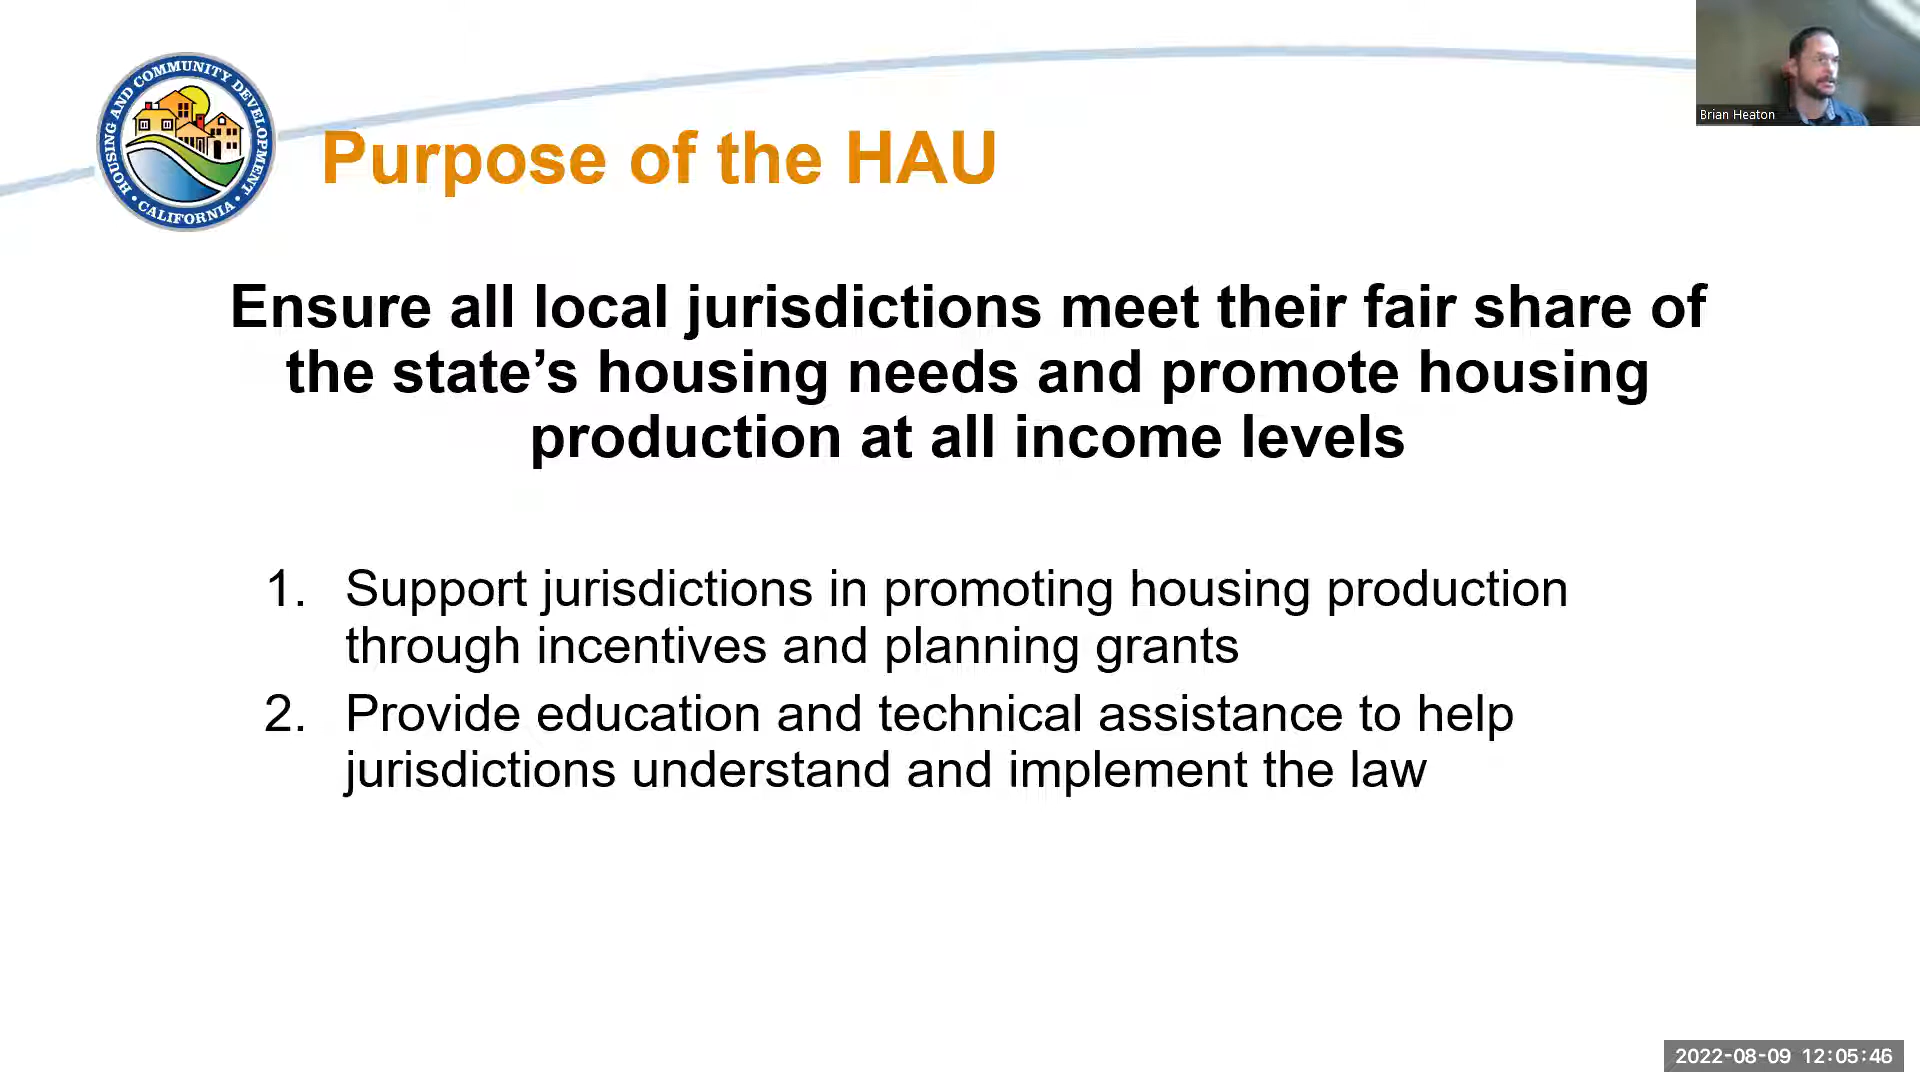 HOUSING AND COMMUNITY DEVELOPMENT
• CALIFORNIA •
Brian Heaton
Purpose of the HAU
Ensure all local jurisdictions meet their fair share of
the state’s housing needs and promote housing
production at all income levels
1. Support jurisdictions in promoting housing production
through incentives and planning grants
2. Provide education and technical assistance to help
jurisdictions understand and implement the law
2022-08-09 12:05:46